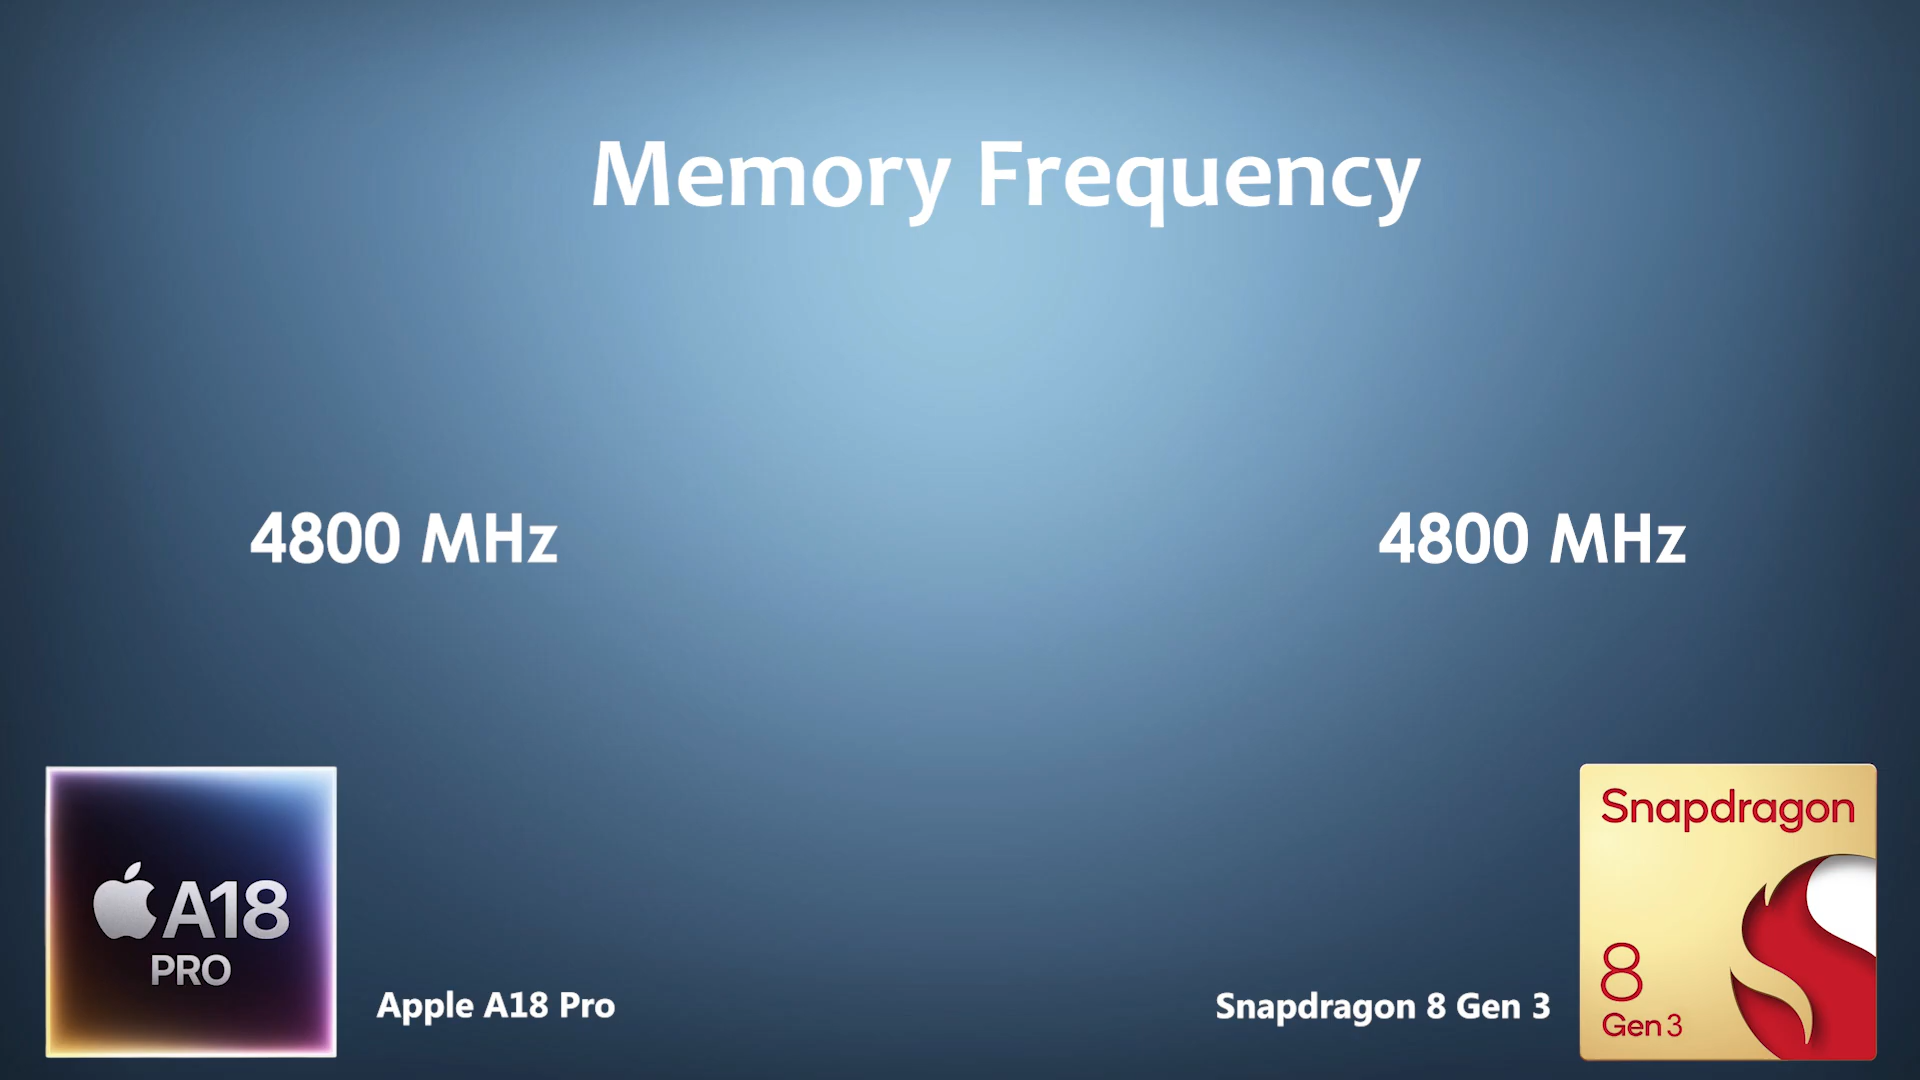 Memory Frequency
4800 MHz
4800 MHz
A18
PRO
Apple A18 Pro
Snapdragon 8 Gen 3
Snapdragon
8
Gen 3